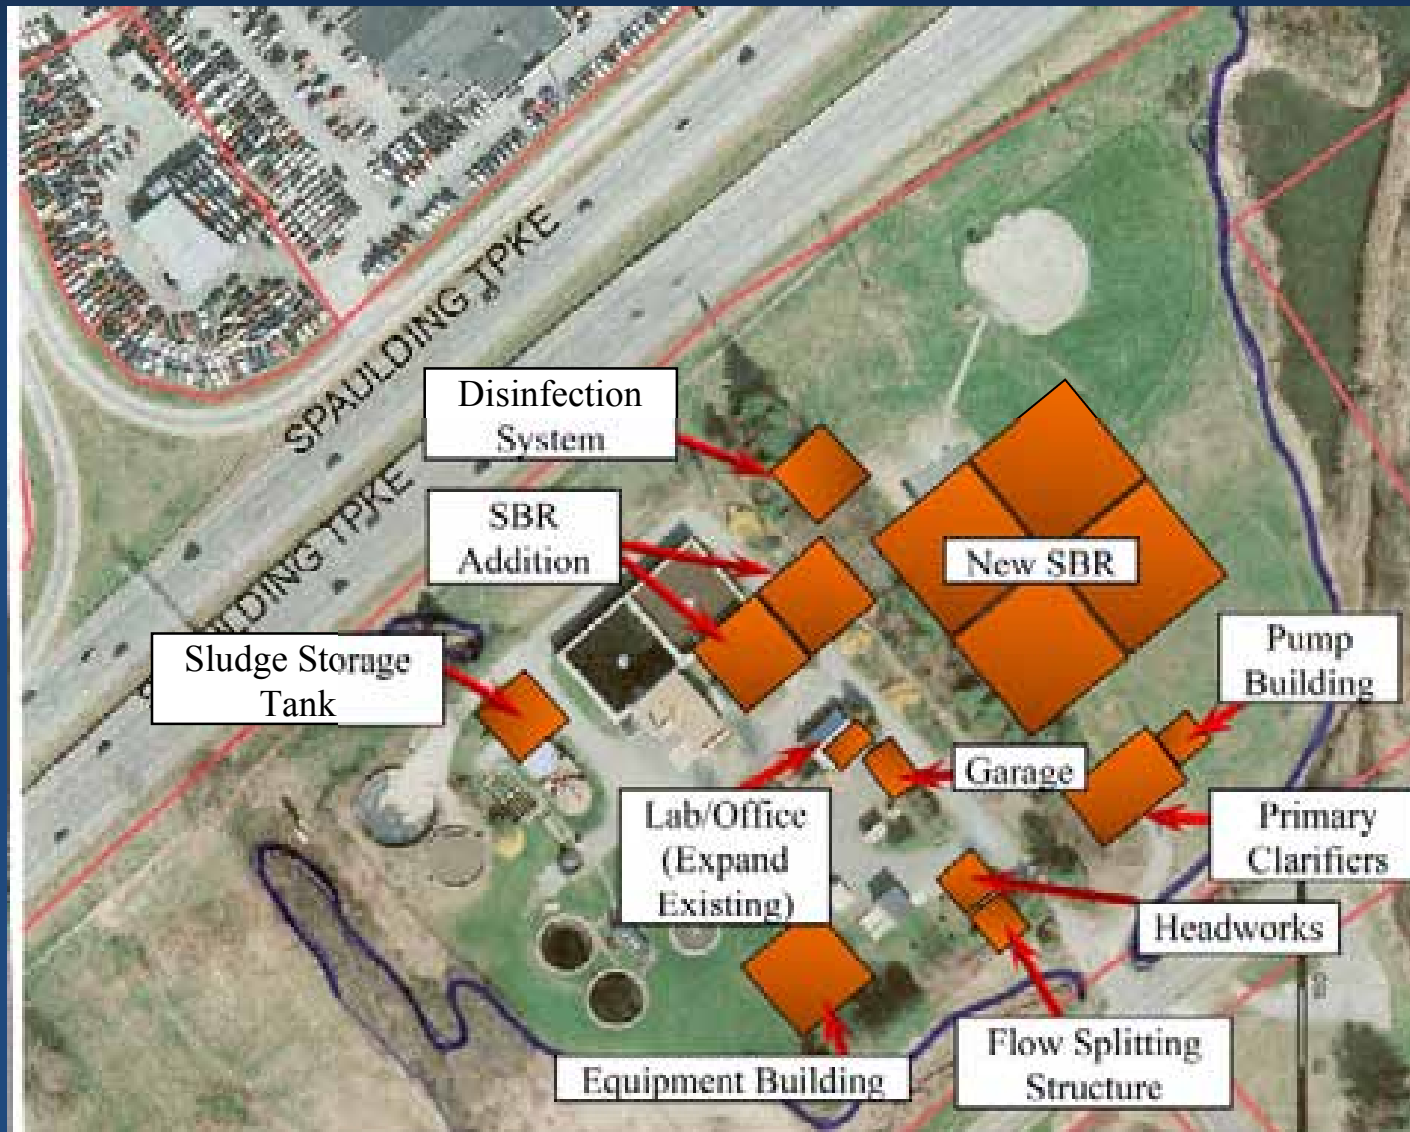 SPAULDING TPKE
Disinfection
System
SBR
Addition
New SBR
ILDING TPKE
Sludge Storage
Tank
Pump
Building
Garage
Lab/Office
(Expand
Existing)
Primary
Clarifiers
Headworks
Flow Splitting
Structure
Equipment Building